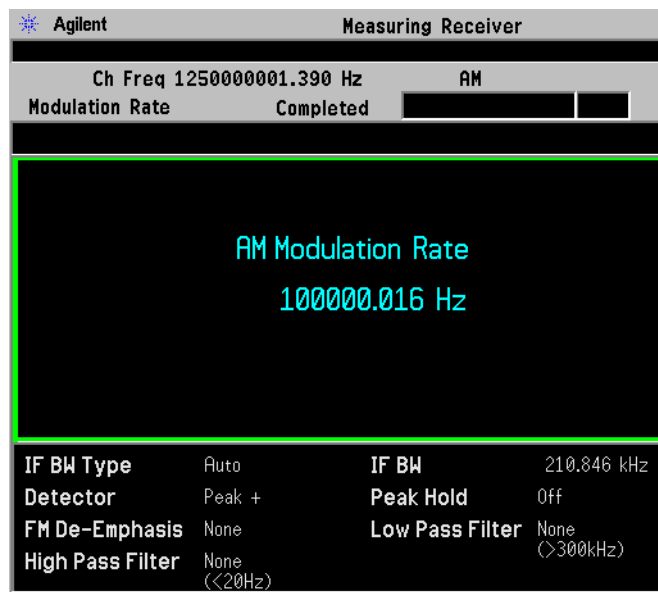 Agilent Measuring Receiver
Ch Freq 1250000001.390 Hz AM
Modulation Rate Completed
AM Modulation Rate
100000.016 Hz
IF BW Type Auto IF BW 210.846 kHz
Detector Peak + Peak Hold Off
FM De-Emphasis None Low Pass Filter None
(>300kHz)
High Pass Filter None
(<20Hz)